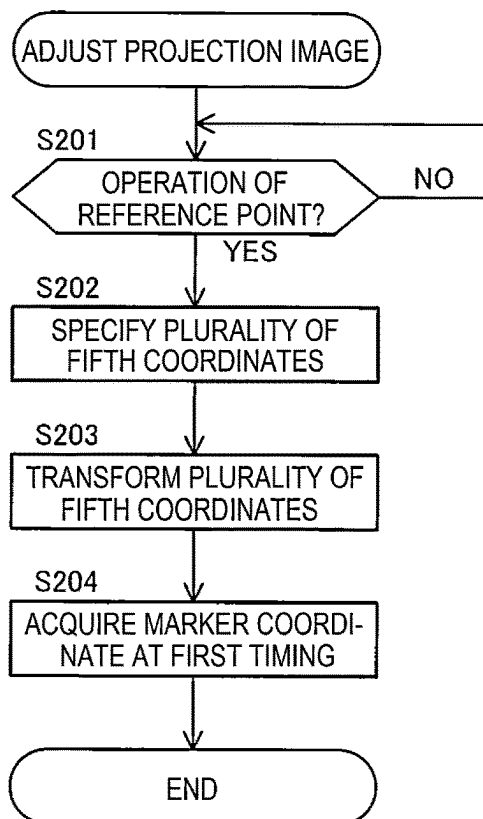 ADJUST PROJECTION IMAGE
S201
OPERATION OF
REFERENCE POINT?
NO
YES
S202
SPECIFY PLURALITY OF
FIFTH COORDINATES
S203
TRANSFORM PLURALITY OF
FIFTH COORDINATES
S204
ACQUIRE MARKER COORDI-
NATE AT FIRST TIMING
END